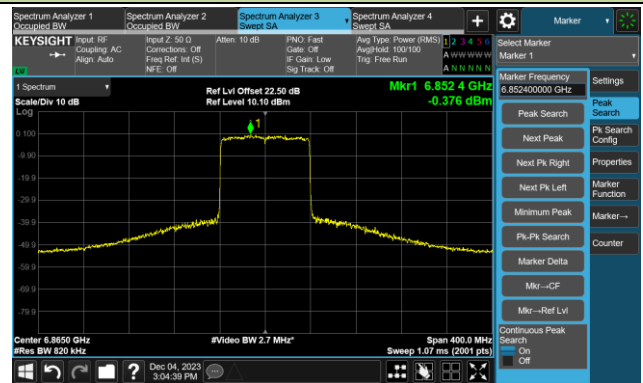 Spectrum Analyzer 1
Occupied BW
Spectrum Analyzer 2
Occupied BW
Spectrum Analyzer 3
Swept SA
Spectrum Analyzer 4
Swept SA
+
Marker
KEYSIGHT
Input: RF
Coupling: AC
Align: Auto
Input Z: 50 Ω
Corrections: Off
Freq Ref: Int (S)
NFE: Off
Atten: 10 dB
PNO: Fast
Gate: Off
IF Gain: Low
Sig Track: Off
Avg Type: Power (RMS)
Avg|Hold: 100/100
Trig: Free Run
1 2 3 4 5 6
A W W W W W
A N N N N N
Select Marker
Marker 1
1 Spectrum
Scale/Div 10 dB
Log
Ref Lvl Offset 22.50 dB
Ref Level 10.10 dBm
Mkr1 6.852 4 GHz
-0.376 dBm
1
0.100
-9.90
-19.9
-29.9
-39.9
-49.9
-59.9
-69.9
-79.9
Center 6.8650 GHz
#Res BW 820 kHz
#Video BW 2.7 MHz*
Span 400.0 MHz
Sweep 1.07 ms (2001 pts)
Marker Frequency
6.852400000 GHz
Peak Search
Next Peak
Next Pk Right
Next Pk Left
Minimum Peak
Pk-Pk Search
Marker Delta
Mkr→CF
Mkr→Ref Lvl
Continuous Peak
Search
On
Off
Settings
Peak
Search
Pk Search
Config
Properties
Marker
Function
Marker→
Counter
?
Dec 04, 2023
3:04:39 PM